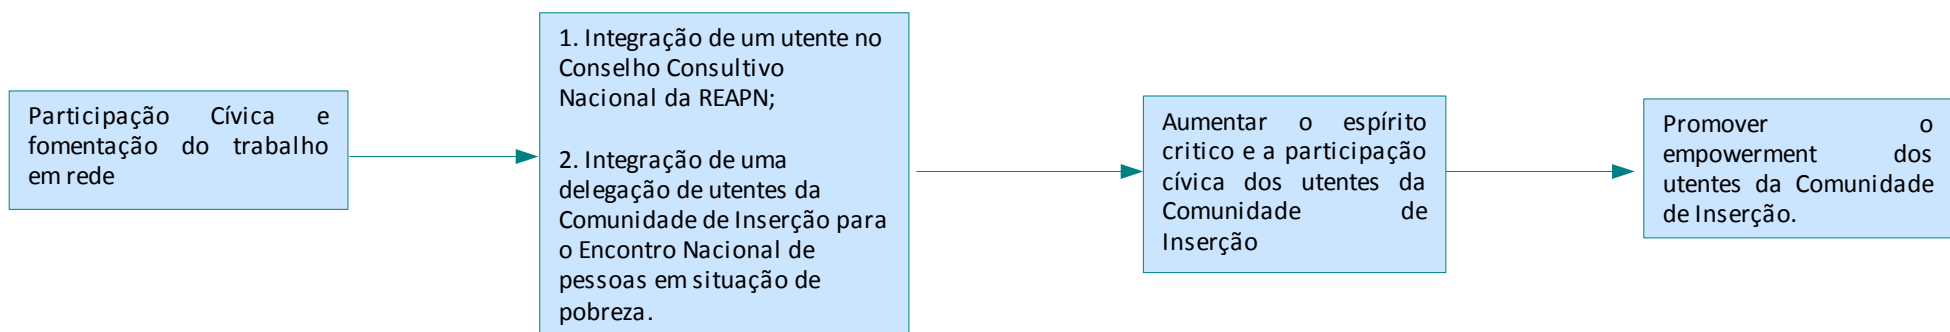 Participação Cívica e
fomentação do trabalho
em rede
1. Integração de um utente no
Conselho Consultivo
Nacional da REAPN;
2. Integração de uma
delegação de utentes da
Comunidade de Inserção para
o Encontro Nacional de
pessoas em situação de
pobreza.
Aumentar o espírito
critico e a participação
cívica dos utentes da
Comunidade de
Inserção
Promover o
empowerment dos
utentes da Comunidade
de Inserção.